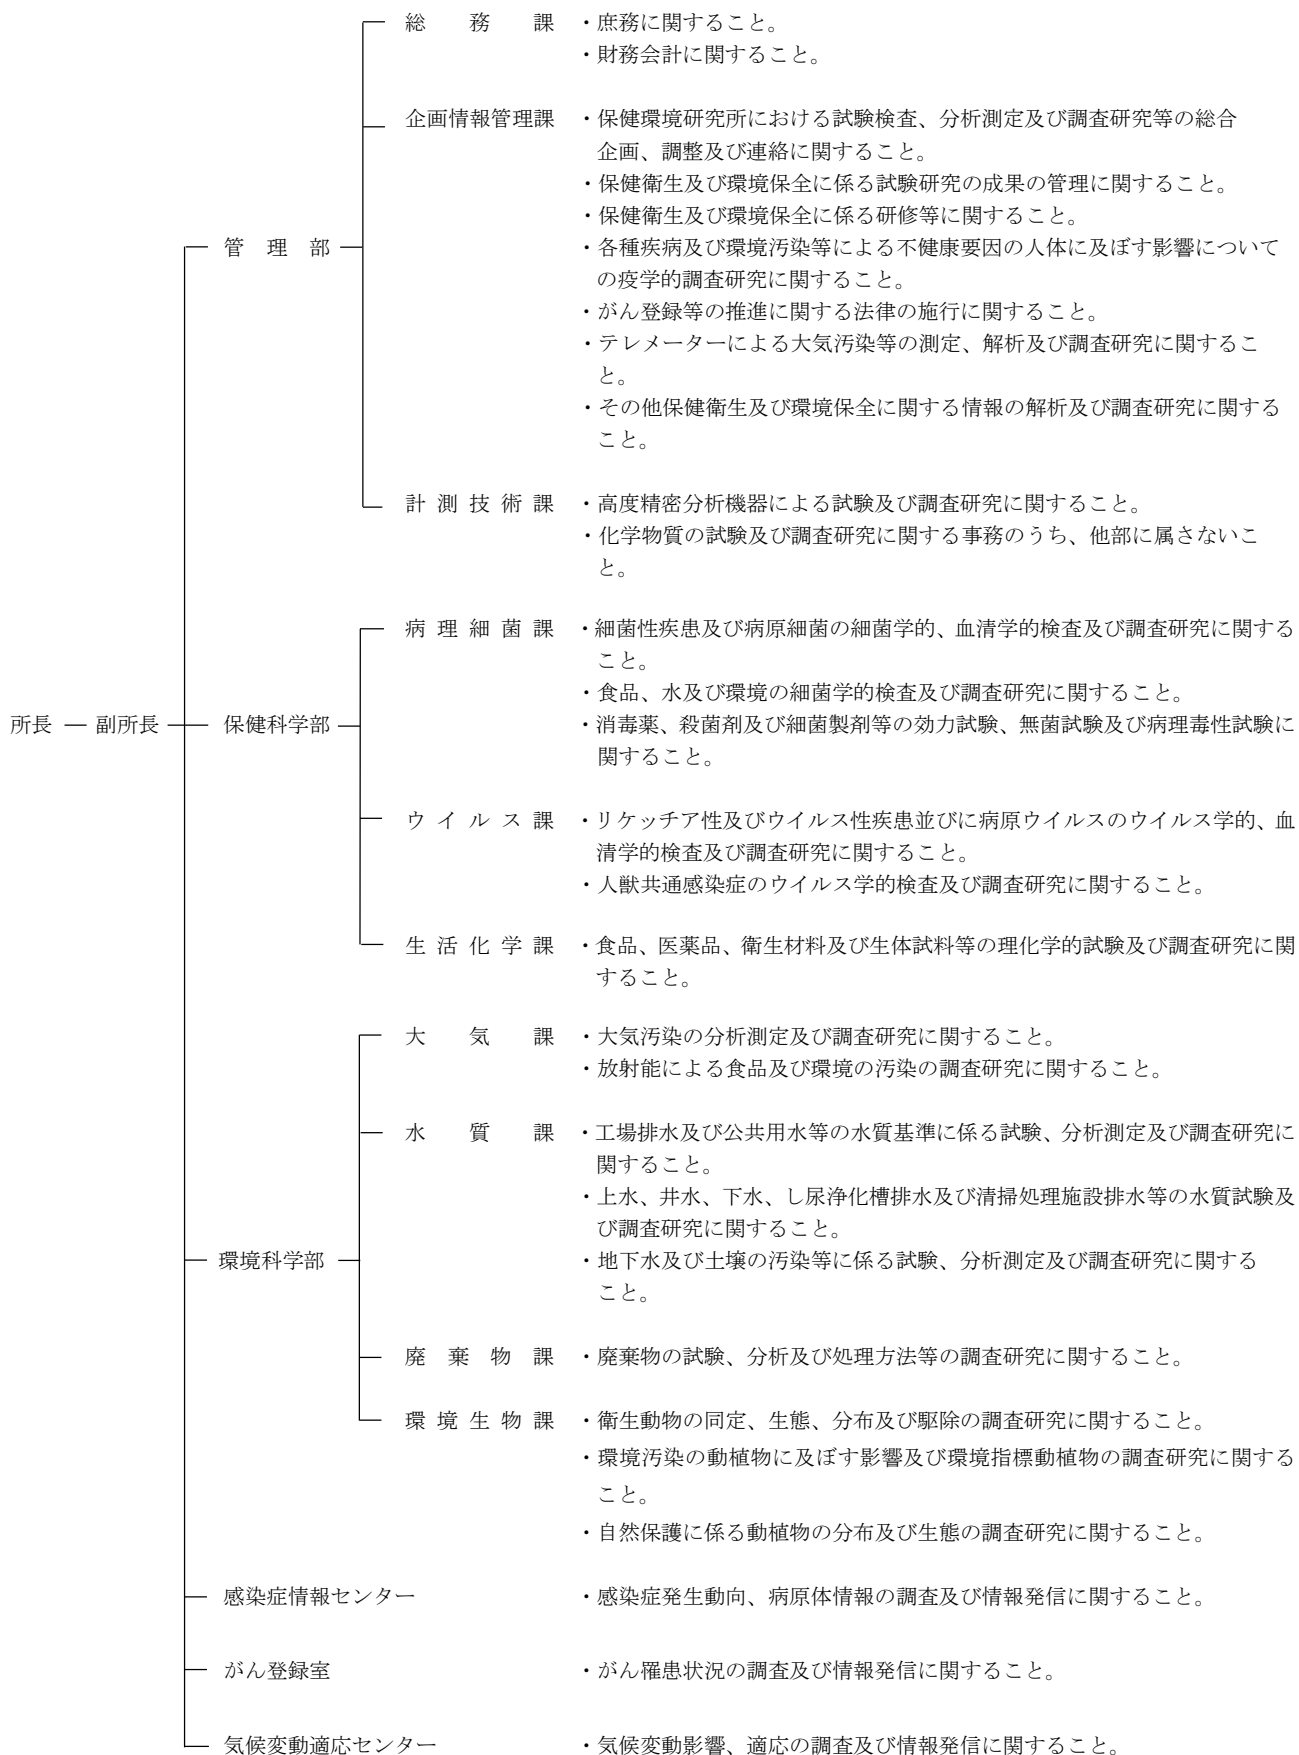 総務課 ・庶務に関すること。
・財務会計に関すること。
企画情報管理課 ・保健環境研究所における試験検査、分析測定及び調査研究等の総合
企画、調整及び連絡に関すること。
・保健衛生及び環境保全に係る試験研究の成果の管理に関すること。
・保健衛生及び環境保全に係る研修等に関すること。
管理部 ・各種疾病及び環境汚染等による不健康要因の人体に及ぼす影響について
の疫学的調査研究に関すること。
・がん登録等の推進に関する法律の施行に関すること。
・テレメーターによる大気汚染等の測定、解析及び調査研究に関するこ
と。
・その他保健衛生及び環境保全に関する情報の解析及び調査研究に関する
こと。
計測技術課 ・高度精密分析機器による試験及び調査研究に関すること。
・化学物質の試験及び調査研究に関する事務のうち、他部に属さないこ
と。
病理細菌課 ・細菌性疾患及び病原細菌の細菌学的、血清学的検査及び調査研究に関する
こと。
・食品、水及び環境の細菌学的検査及び調査研究に関すること。
所長 副所長 保健科学部 ・消毒薬、殺菌剤及び細菌製剤等の効力試験、無菌試験及び病理毒性試験に
関すること。
ウイルス課 ・リケッチア性及びウイルス性疾患並びに病原ウイルスのウイルス学的、血
清学的検査及び調査研究に関すること。
・人獣共通感染症のウイルス学的検査及び調査研究に関すること。
生活化学課 ・食品、医薬品、衛生材料及び生体試料等の理化学的試験及び調査研究に関
すること。
大気課 ・大気汚染の分析測定及び調査研究に関すること。
・放射能による食品及び環境の汚染の調査研究に関すること。
水質課 ・工場排水及び公共用水等の水質基準に係る試験、分析測定及び調査研究に
関すること。
・上水、井水、下水、し尿浄化槽排水及び清掃処理施設排水等の水質試験及
び調査研究に関すること。
環境科学部 ・地下水及び土壌の汚染等に係る試験、分析測定及び調査研究に関する
こと。
廃棄物課 ・廃棄物の試験、分析及び処理方法等の調査研究に関すること。
環境生物課 ・衛生動物の同定、生態、分布及び駆除の調査研究に関すること。
・環境汚染の動植物に及ぼす影響及び環境指標動植物の調査研究に関する
こと。
・自然保護に係る動植物の分布及び生態の調査研究に関すること。
感染症情報センター ・感染症発生動向、病原体情報の調査及び情報発信に関すること。
がん登録室 ・がん罹患状況の調査及び情報発信に関すること。
気候変動適応センター ・気候変動影響、適応の調査及び情報発信に関すること。